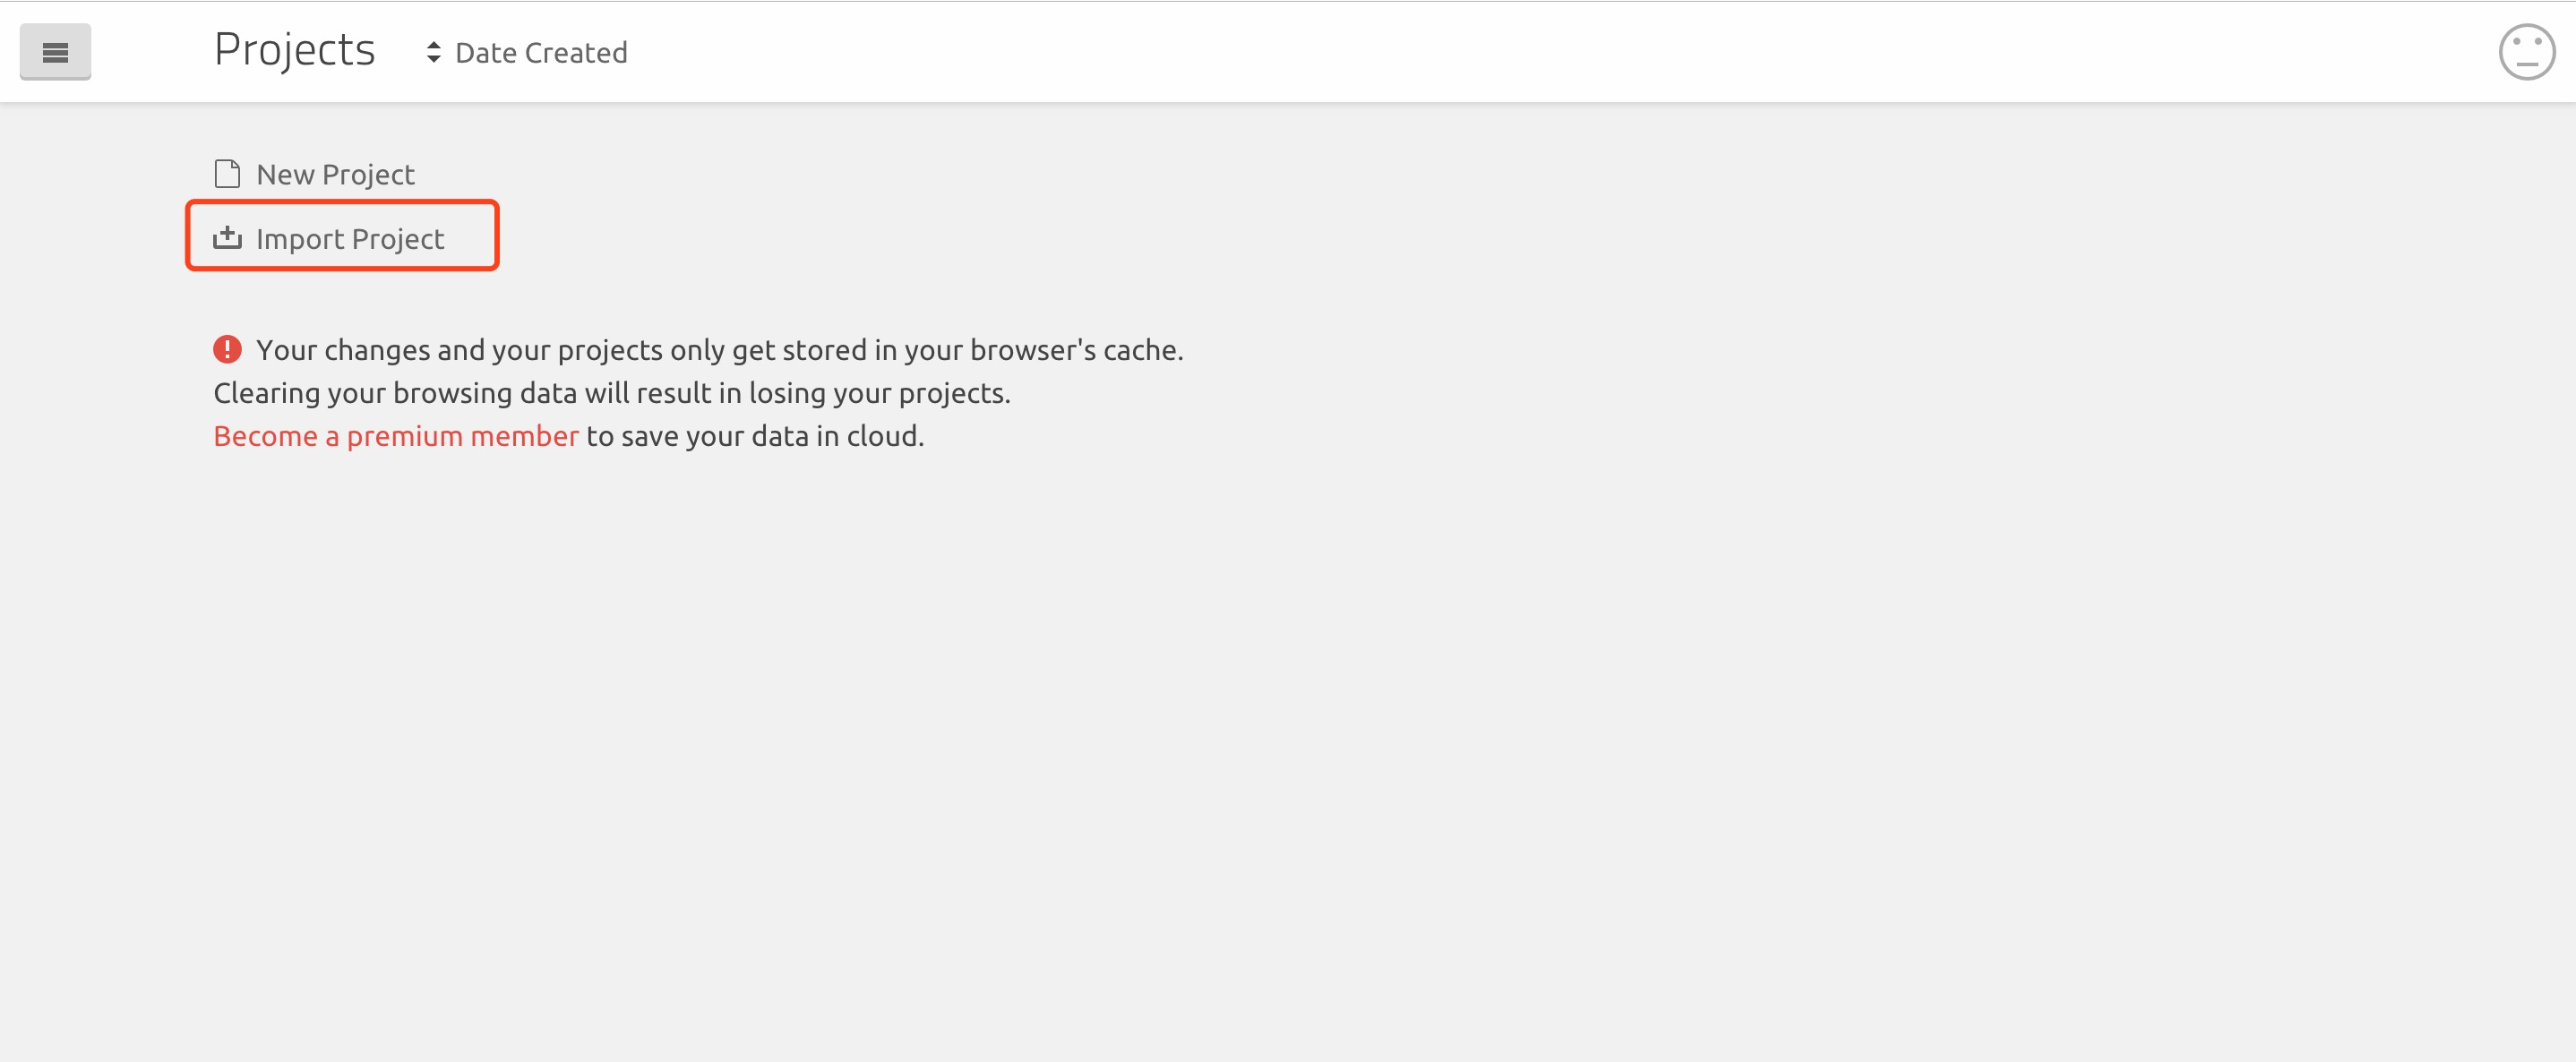 Projects
Date Created
New Project
Import Project
Your changes and your projects only get stored in your browser's cache.
Clearing your browsing data will result in losing your projects.
Become a premium member to save your data in cloud.